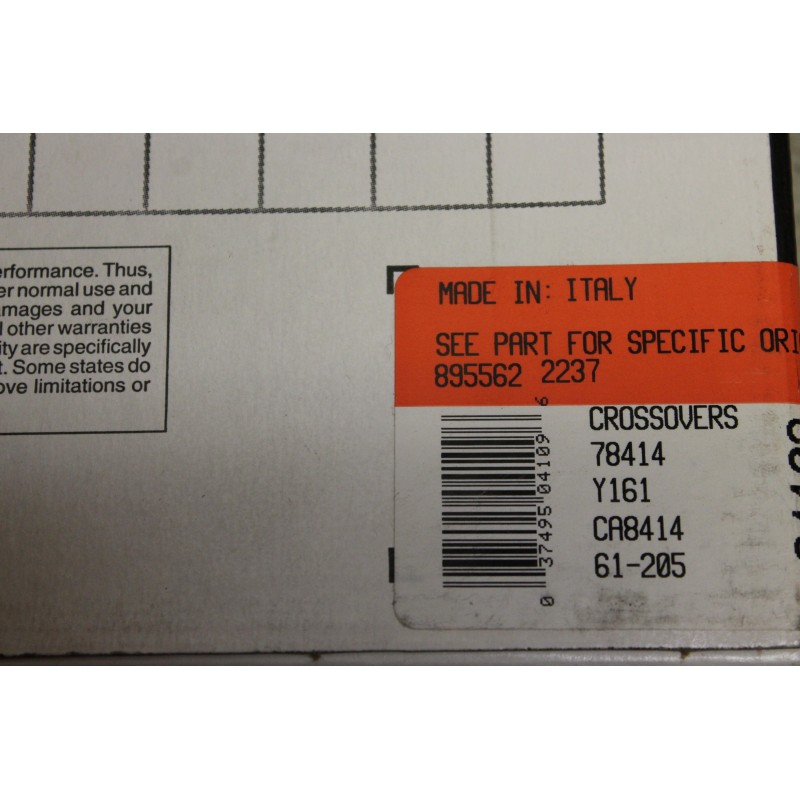 erformance. Thus,
er normal use and
amages and your
l other warranties
ity are specifically
t. Some states do
ove limitations or
MADE IN: ITALY
SEE PART FOR SPECIFIC ORI
895562 2237
CROSSOVERS
78414
Y161
CA8414
61-205
0 37495 04109 6